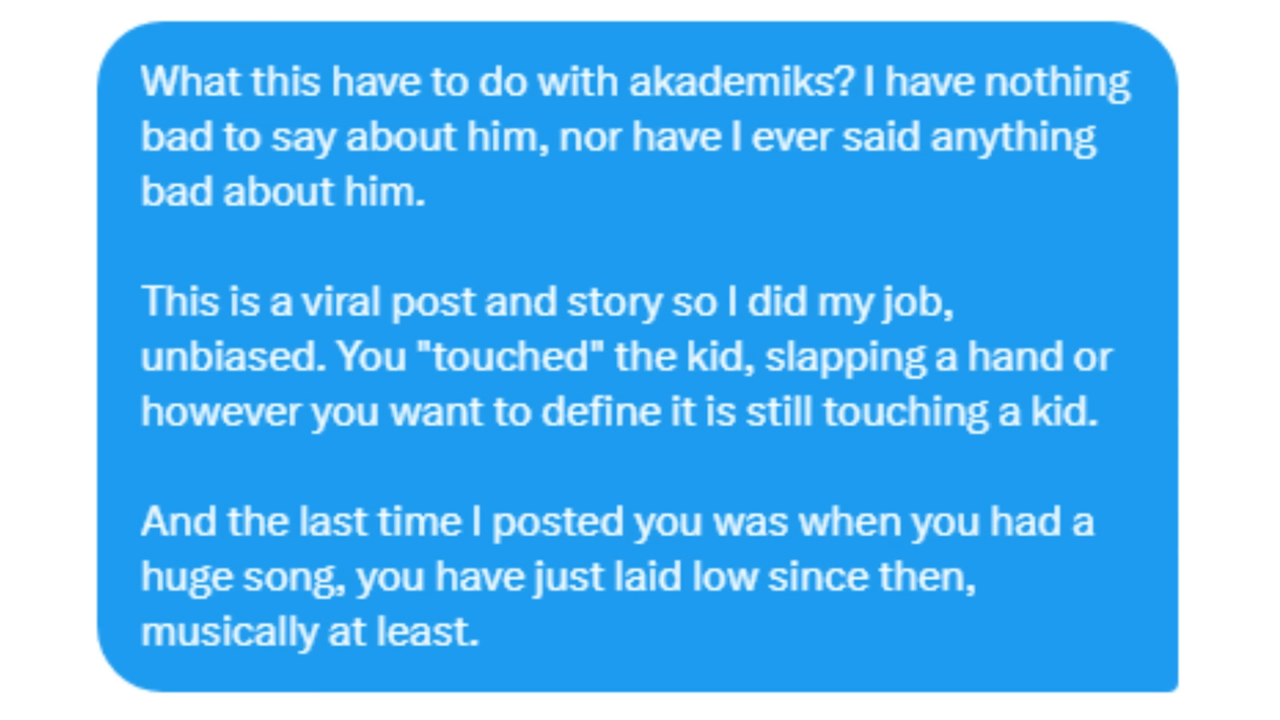 What this have to do with akademiks? I have nothing
bad to say about him, nor have I ever said anything
bad about him.
This is a viral post and story so I did my job,
unbiased. You "touched" the kid, slapping a hand or
however you want to define it is still touching a kid.
And the last time I posted you was when you had a
huge song, you have just laid low since then,
musically at least.